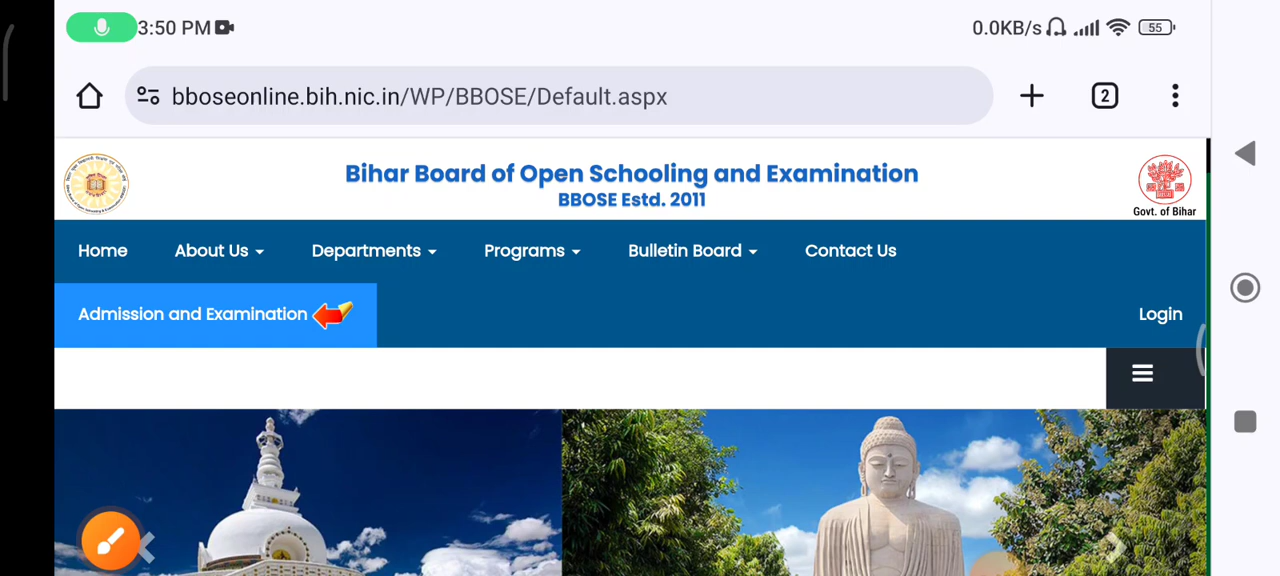 3:50 PM
0.0KB/s
55
bboseonline.bih.nic.in/WP/BBOSE/Default.aspx
2
Bihar Board of Open Schooling and Examination
BBOSE Estd. 2011
Govt. of Bihar
Home About Us Departments Programs Bulletin Board Contact Us
Admission and Examination
Login